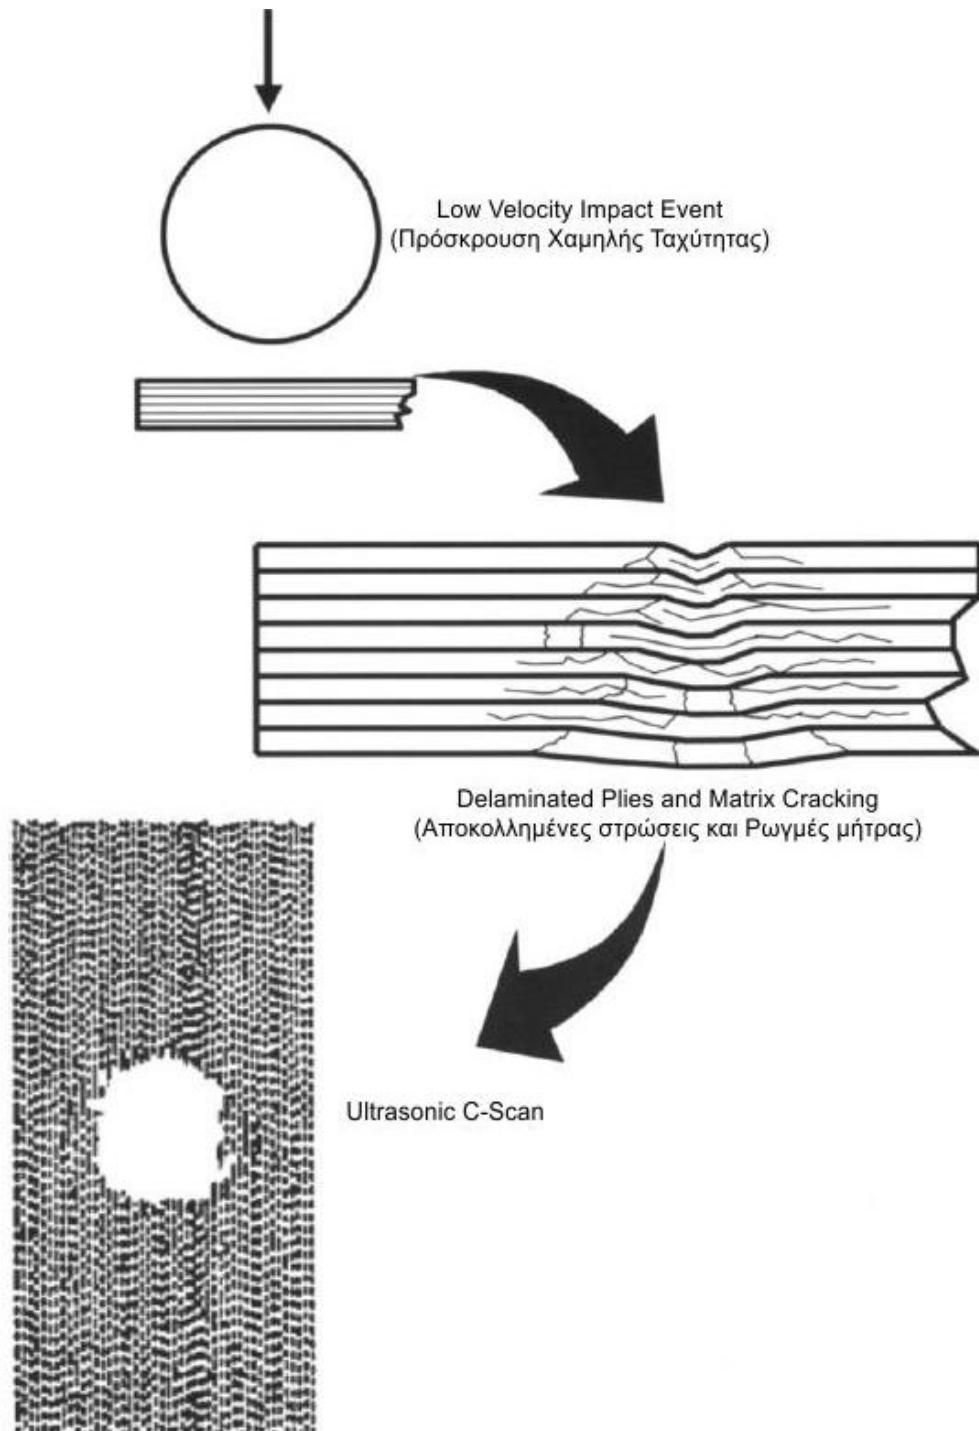 Low Velocity Impact Event
(Πρόσκρουση Χαμηλής Ταχύτητας)
Delaminated Plies and Matrix Cracking
(Αποκολλημένες στρώσεις και Ρωγμές μήτρας)
Ultrasonic C-Scan